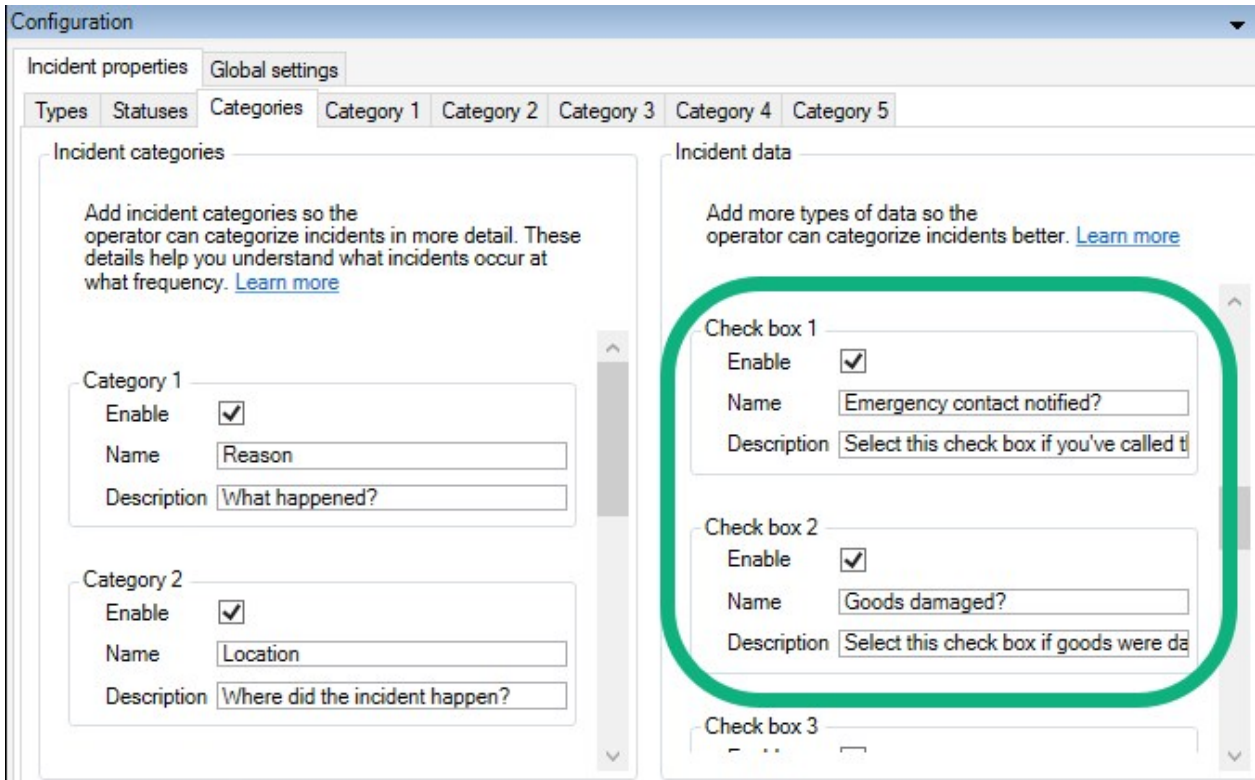 Configuration
Incident properties Global settings
Types Statuses Categories Category 1 Category 2 Category 3 Category 4 Category 5
Incident categories
Add incident categories so the
operator can categorize incidents in more detail. These
details help you understand what incidents occur at
what frequency. Learn more
Category 1
Enable
Name Reason
Description What happened?
Category 2
Enable
Name Location
Description Where did the incident happen?
Incident data
Add more types of data so the
operator can categorize incidents better. Learn more
Check box 1
Enable
Name Emergency contact notified?
Description Select this check box if you've called
Check box 2
Enable
Name Goods damaged?
Description Select this check box if goods were
Check box 3